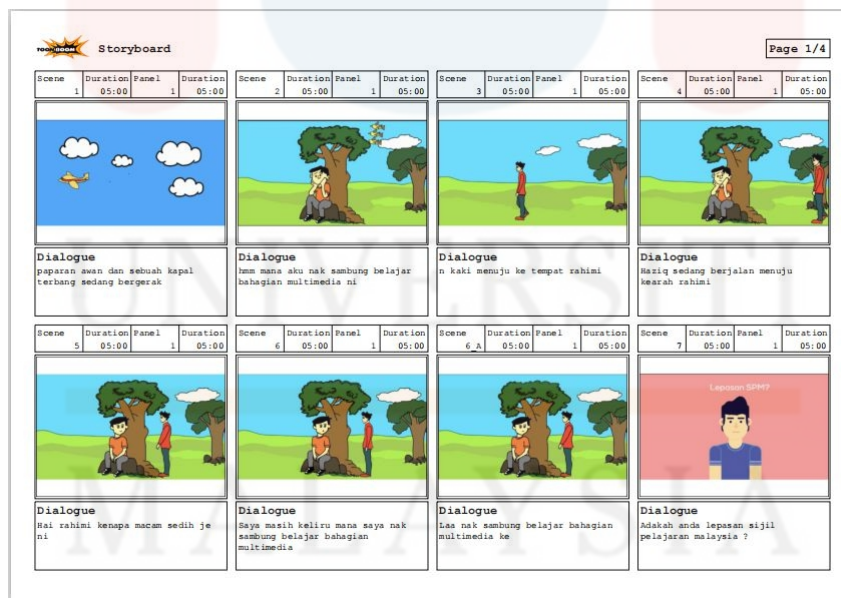 TOON BOOM Storyboard
Page 1/4
Scene Duration Panel Duration
1 05:00 1 05:00
Scene Duration Panel Duration
2 05:00 1 05:00
Scene Duration Panel Duration
3 05:00 1 05:00
Scene Duration Panel Duration
4 05:00 1 05:00
Dialogue
paparan awan dan sebuah kapal
terbang sedang bergerak
Dialogue
hmm mana aku nak sambung belajar
bahagian multimedia ni
Dialogue
n kaki menuju ke tempat rahimi
Dialogue
Haziq sedang berjalan menuju
kearah rahimi
Scene Duration Panel Duration
5 05:00 1 05:00
Scene Duration Panel Duration
6 05:00 1 05:00
Scene Duration Panel Duration
6_A 05:00 1 05:00
Scene Duration Panel Duration
7 05:00 1 05:00
Lepasan SPM?
Dialogue
Hai rahimi kenapa macam sedih je
ni
Dialogue
Saya masih keliru mana saya nak
sambung belajar bahagian
multimedia
Dialogue
Laa nak sambung belajar bahagian
multimedia ke
Dialogue
Adakah anda lepasan sijil
pelajaran malaysia ?
UNIVERSITI
MALAYSIA